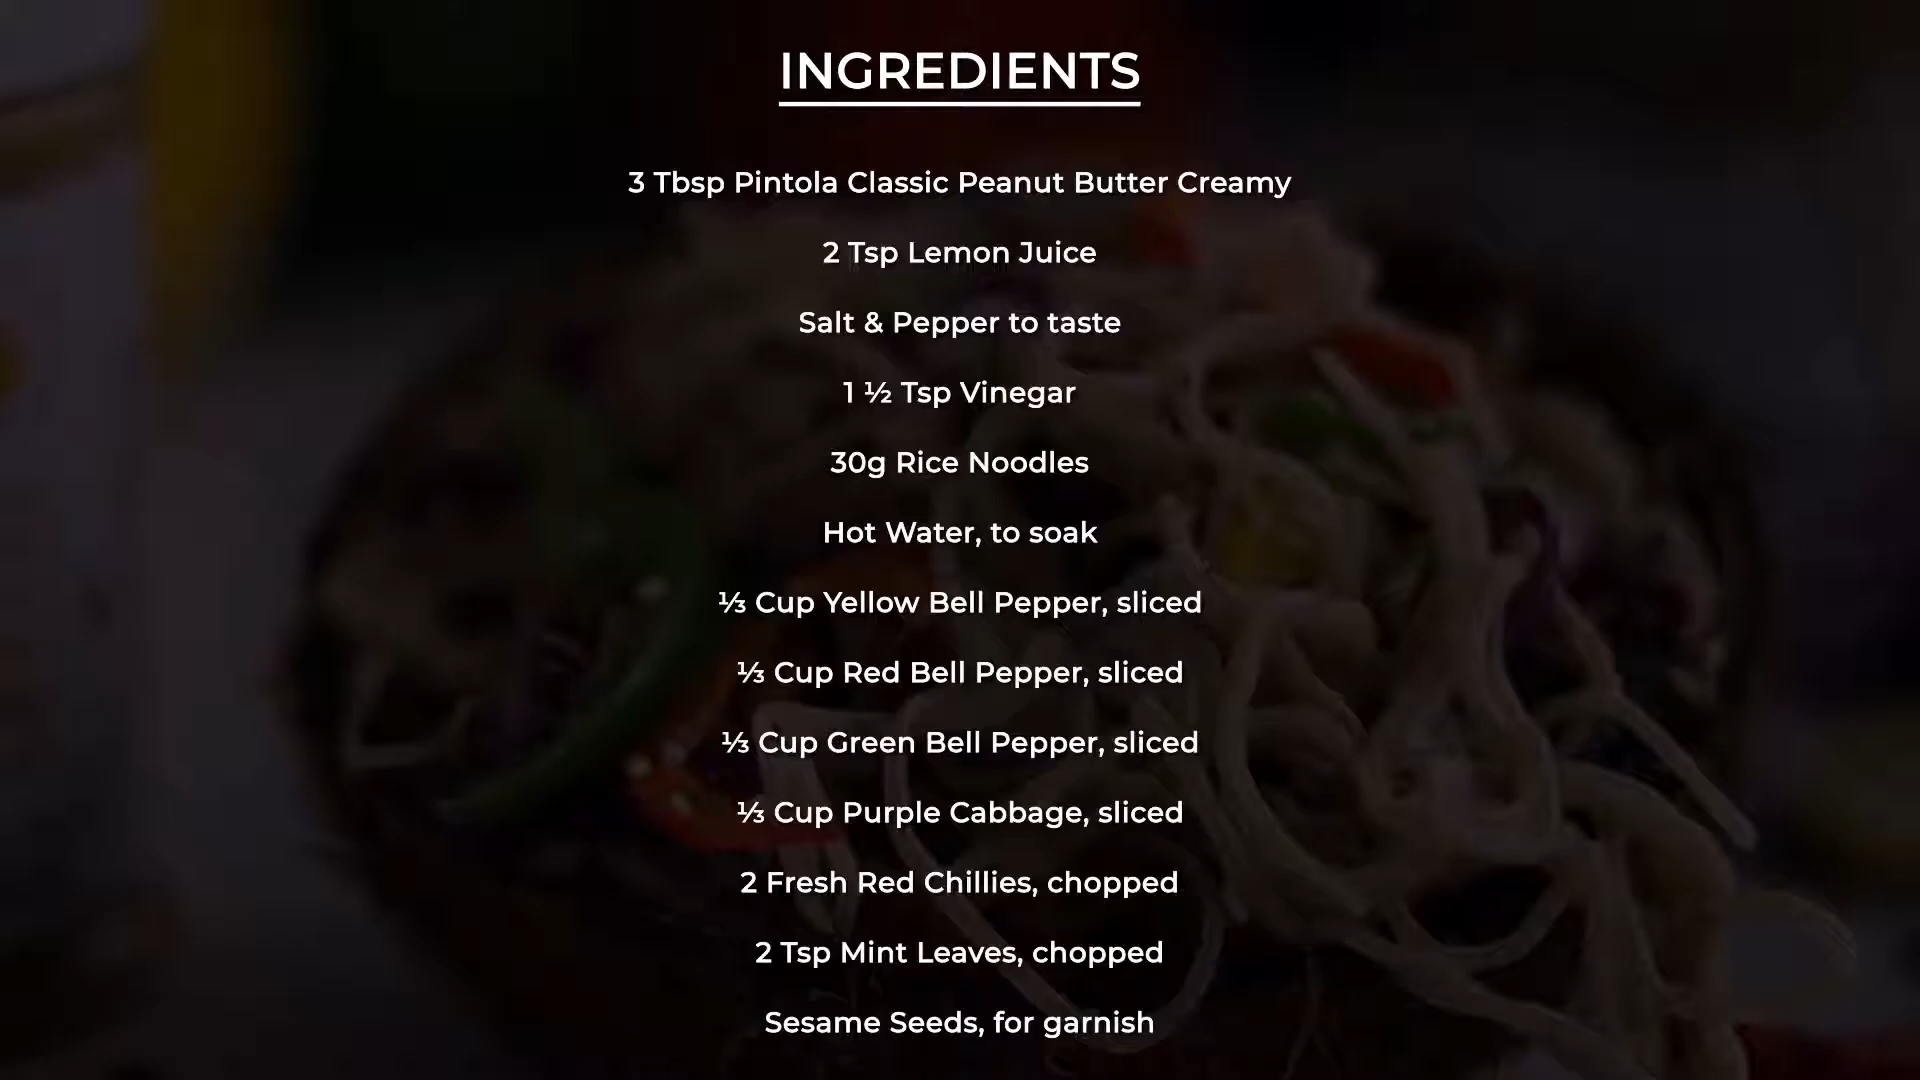 INGREDIENTS
3 Tbsp Pintola Classic Peanut Butter Creamy
2 Tsp Lemon Juice
Salt & Pepper to taste
1 ½ Tsp Vinegar
30g Rice Noodles
Hot Water, to soak
⅓ Cup Yellow Bell Pepper, sliced
⅓ Cup Red Bell Pepper, sliced
⅓ Cup Green Bell Pepper, sliced
⅓ Cup Purple Cabbage, sliced
2 Fresh Red Chillies, chopped
2 Tsp Mint Leaves, chopped
Sesame Seeds, for garnish